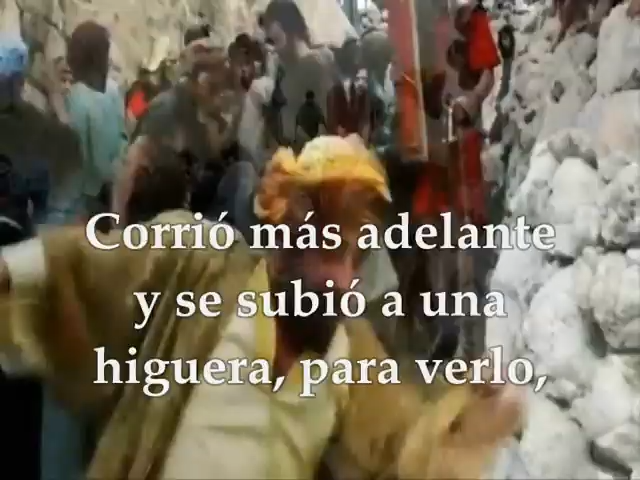 Corrió más adelante
y se subió a una
higuera, para verlo,